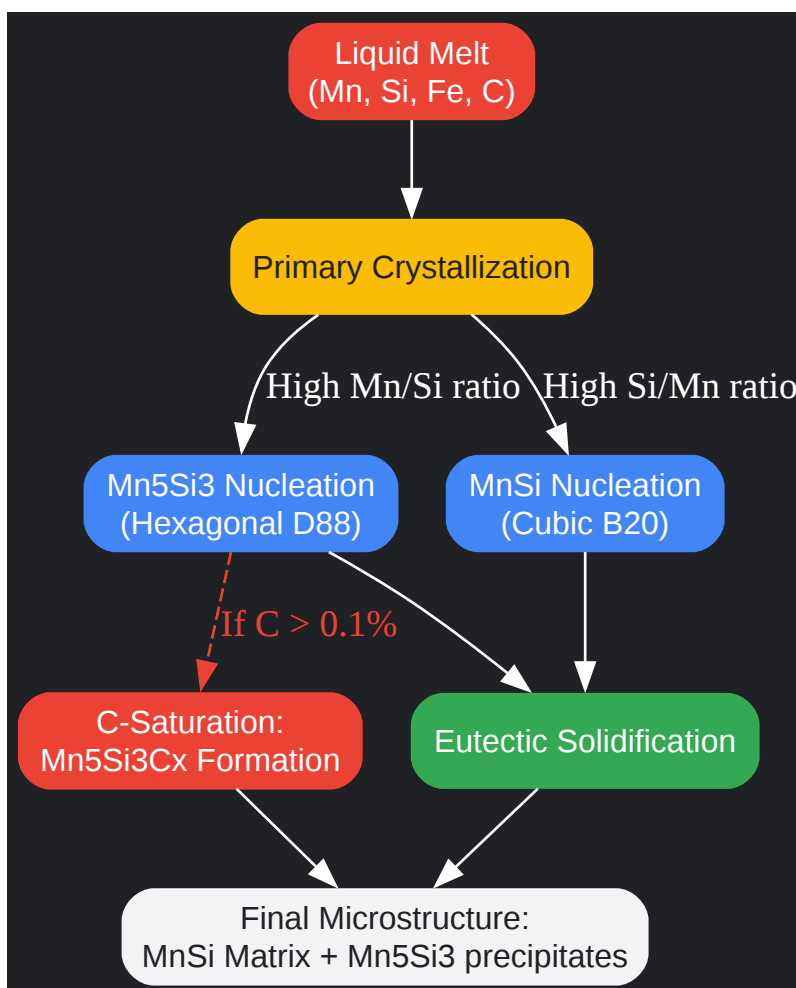 Liquid Melt
(Mn, Si, Fe, C)
Primary Crystallization
High Mn/Si ratio
High Si/Mn ratio
Mn5Si3 Nucleation
(Hexagonal D88)
MnSi Nucleation
(Cubic B20)
If C > 0.1%
C-Saturation:
Mn5Si3Cx Formation
Eutectic Solidification
Final Microstructure:
MnSi Matrix + Mn5Si3 precipitates